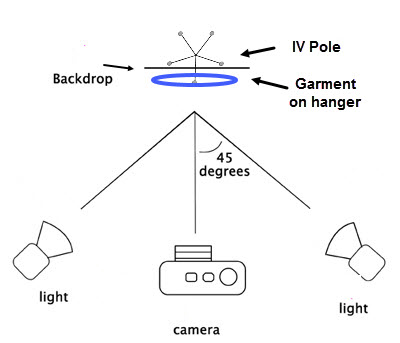 IV Pole
Backdrop
Garment
on hanger
45
degrees
light
light
camera